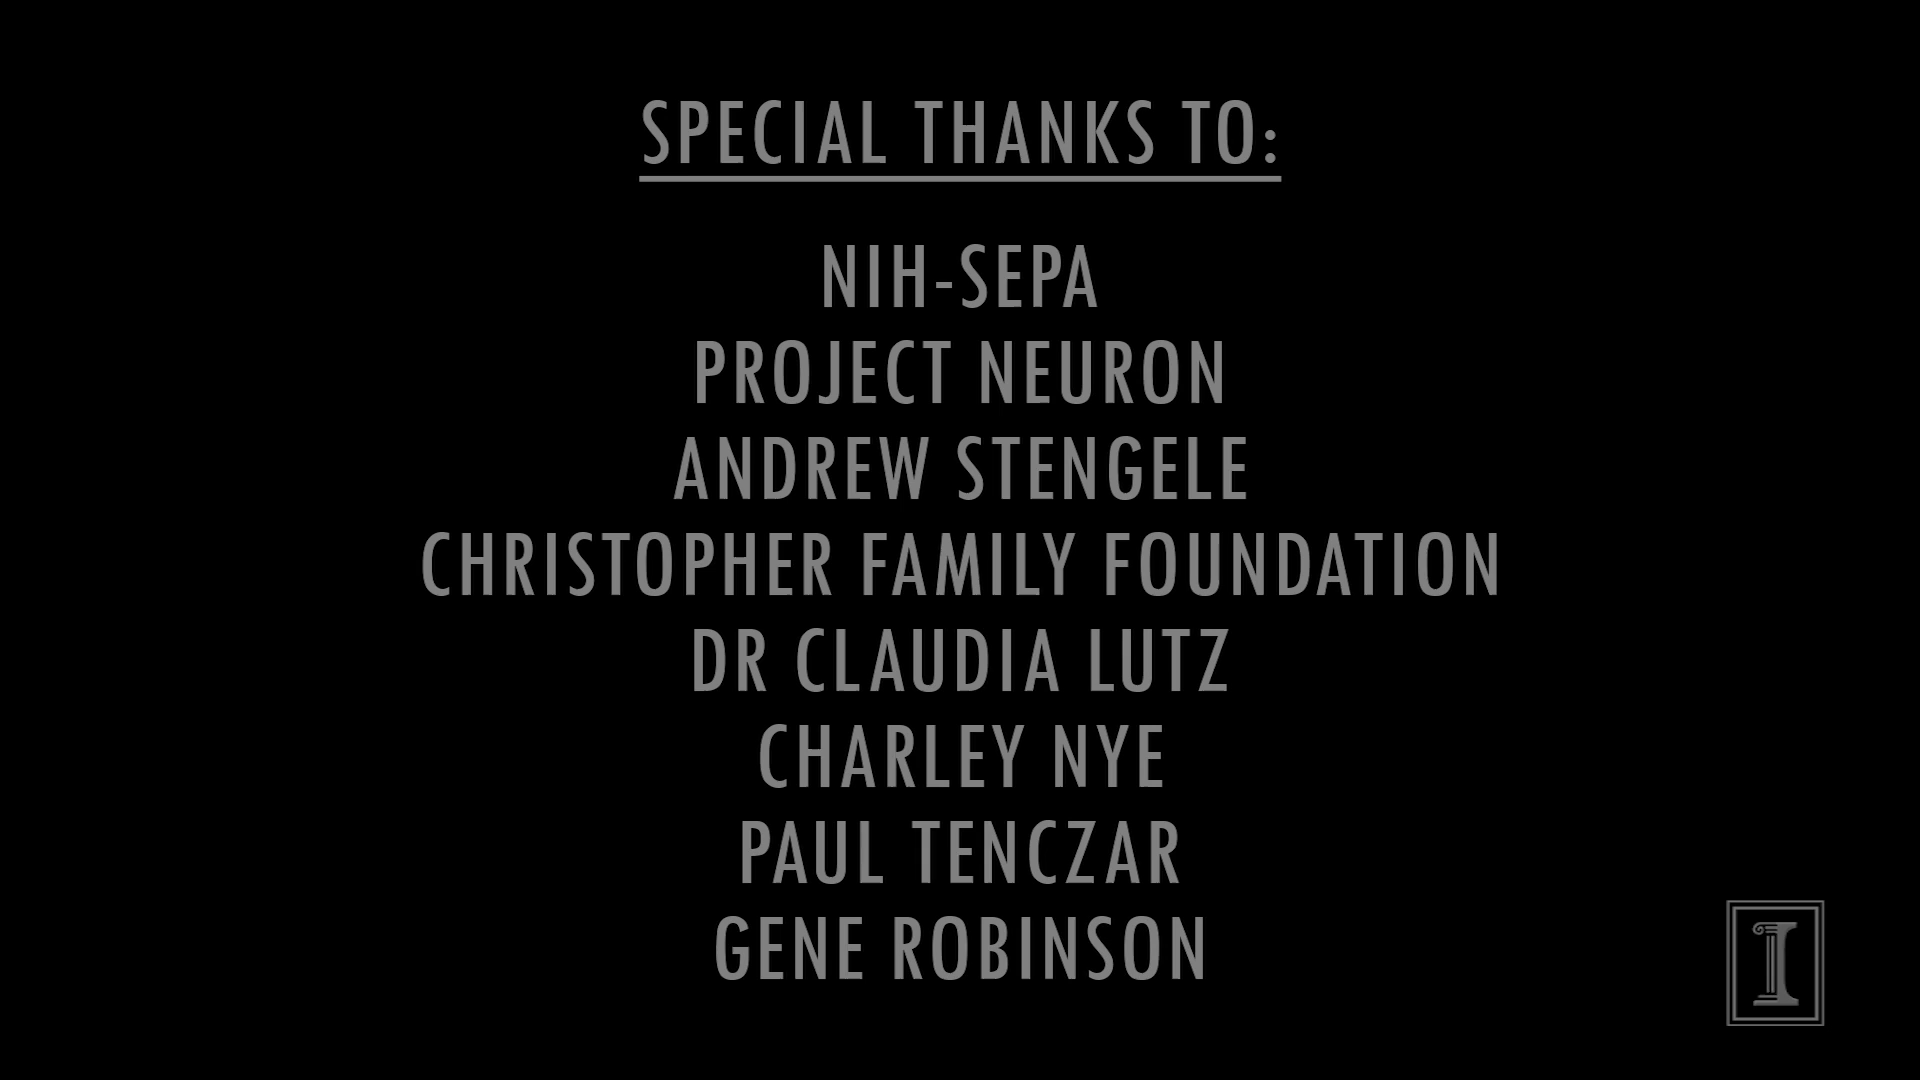 SPECIAL THANKS TO:
NIH-SEPA
PROJECT NEURON
ANDREW STENGELE
CHRISTOPHER FAMILY FOUNDATION
DR CLAUDIA LUTZ
CHARLEY NYE
PAUL TENCZAR
GENE ROBINSON
I